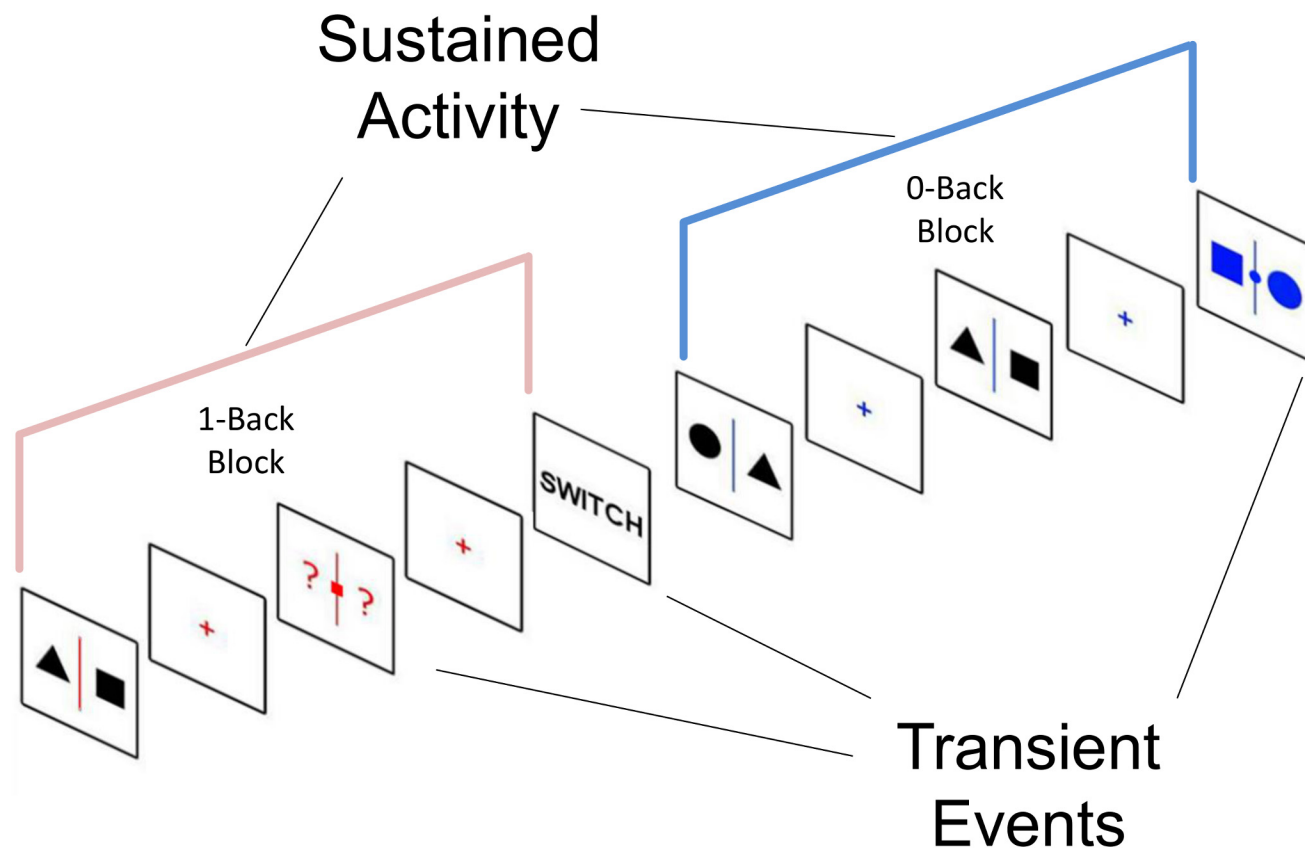 Sustained
Activity
0-Back
Block
1-Back
Block
SWITCH
? ?
Transient
Events